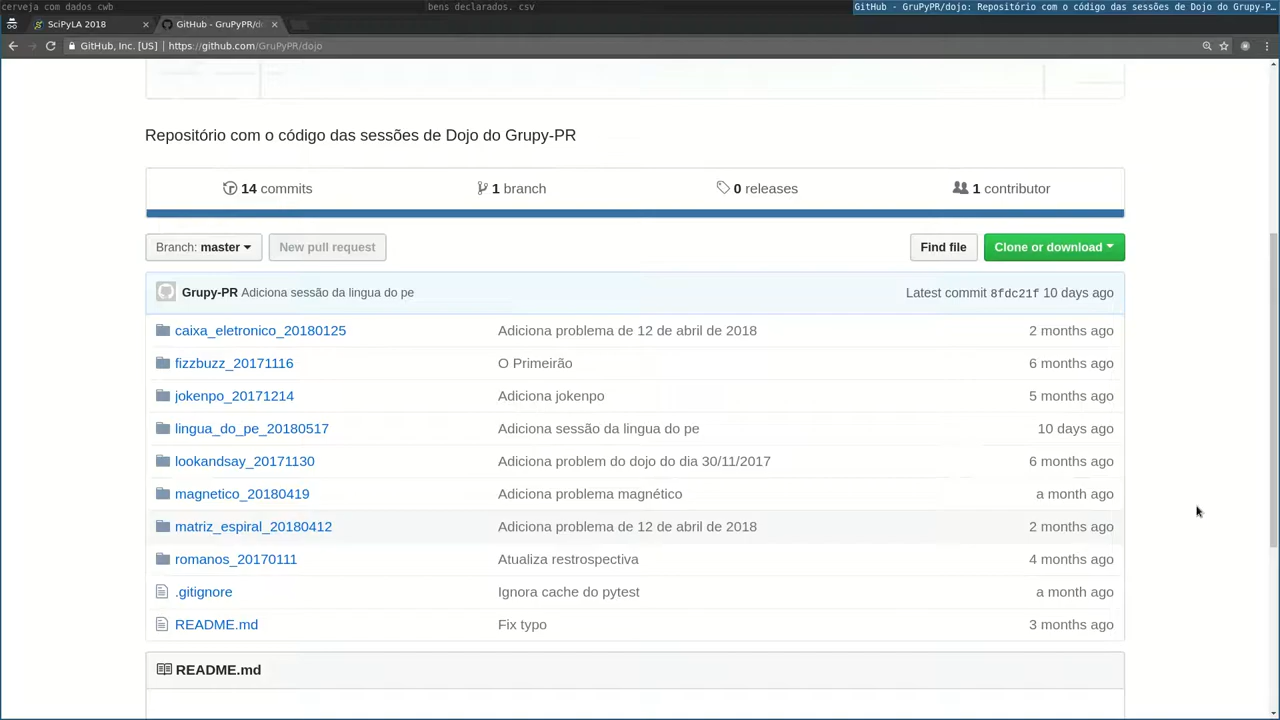 cerveja com dados cwb bens declarados. csv GitHub - GruPyPR/dojo: Repositório com o código das sessões de Dojo do Grupy-P…
SciPyLA 2018 × GitHub - GruPyPR/do ×
GitHub, Inc. [US] | https://github.com/GruPyPR/dojo
Repositório com o código das sessões de Dojo do Grupy-PR
14 commits 1 branch 0 releases 1 contributor
Branch: master New pull request Find file Clone or download
Grupy-PR Adiciona sessão da lingua do pe Latest commit 8fdc21f 10 days ago
caixa_eletronico_20180125 Adiciona problema de 12 de abril de 2018 2 months ago
fizzbuzz_20171116 O Primeirão 6 months ago
jokenpo_20171214 Adiciona jokenpo 5 months ago
lingua_do_pe_20180517 Adiciona sessão da lingua do pe 10 days ago
lookandsay_20171130 Adiciona problem do dojo do dia 30/11/2017 6 months ago
magnetico_20180419 Adiciona problema magnético a month ago
matriz_espiral_20180412 Adiciona problema de 12 de abril de 2018 2 months ago
romanos_20170111 Atualiza restrospectiva 4 months ago
.gitignore Ignora cache do pytest a month ago
README.md Fix typo 3 months ago
README.md